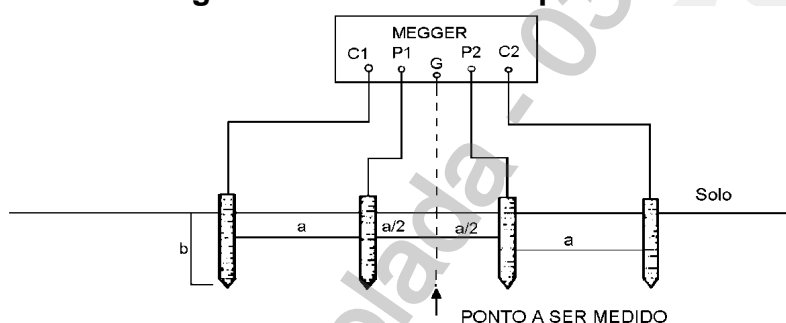 MEGGER
C1 P1 G P2 C2
Solo
a a/2 a/2 a
b
PONTO A SER MEDIDO